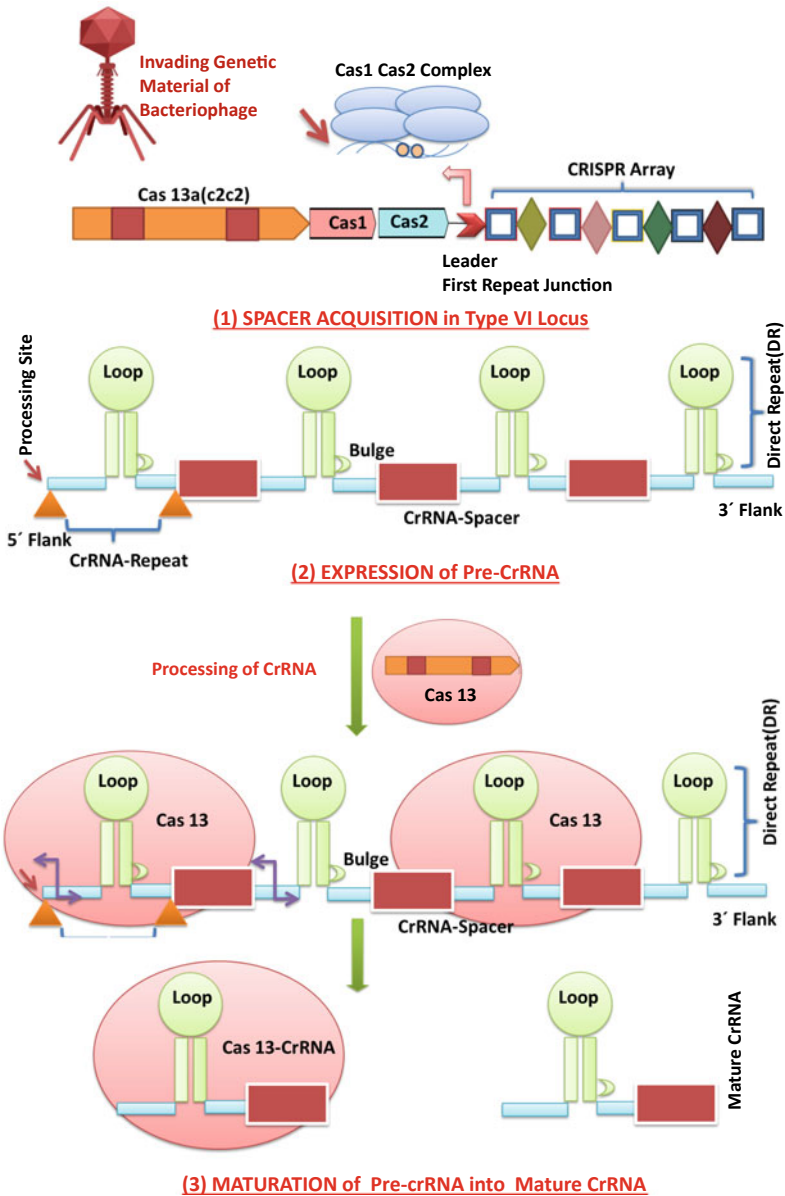 Invading Genetic
Material of
Bacteriophage
Cas1 Cas2 Complex
CRISPR Array
Cas 13a(c2c2)
Cas1
Cas2
Leader
First Repeat Junction
(1) SPACER ACQUISITION in Type VI Locus
Processing Site
Loop
Loop
Loop
Loop
Direct Repeat(DR)
Bulge
CrRNA-Spacer
5´ Flank
3´ Flank
CrRNA-Repeat
(2) EXPRESSION of Pre-CrRNA
Processing of CrRNA
Cas 13
Loop
Cas 13
Loop
Loop
Cas 13
Loop
Direct Repeat(DR)
Bulge
CrRNA-Spacer
3´ Flank
Loop
Cas 13-CrRNA
Loop
Mature CrRNA
(3) MATURATION of Pre-crRNA into Mature CrRNA